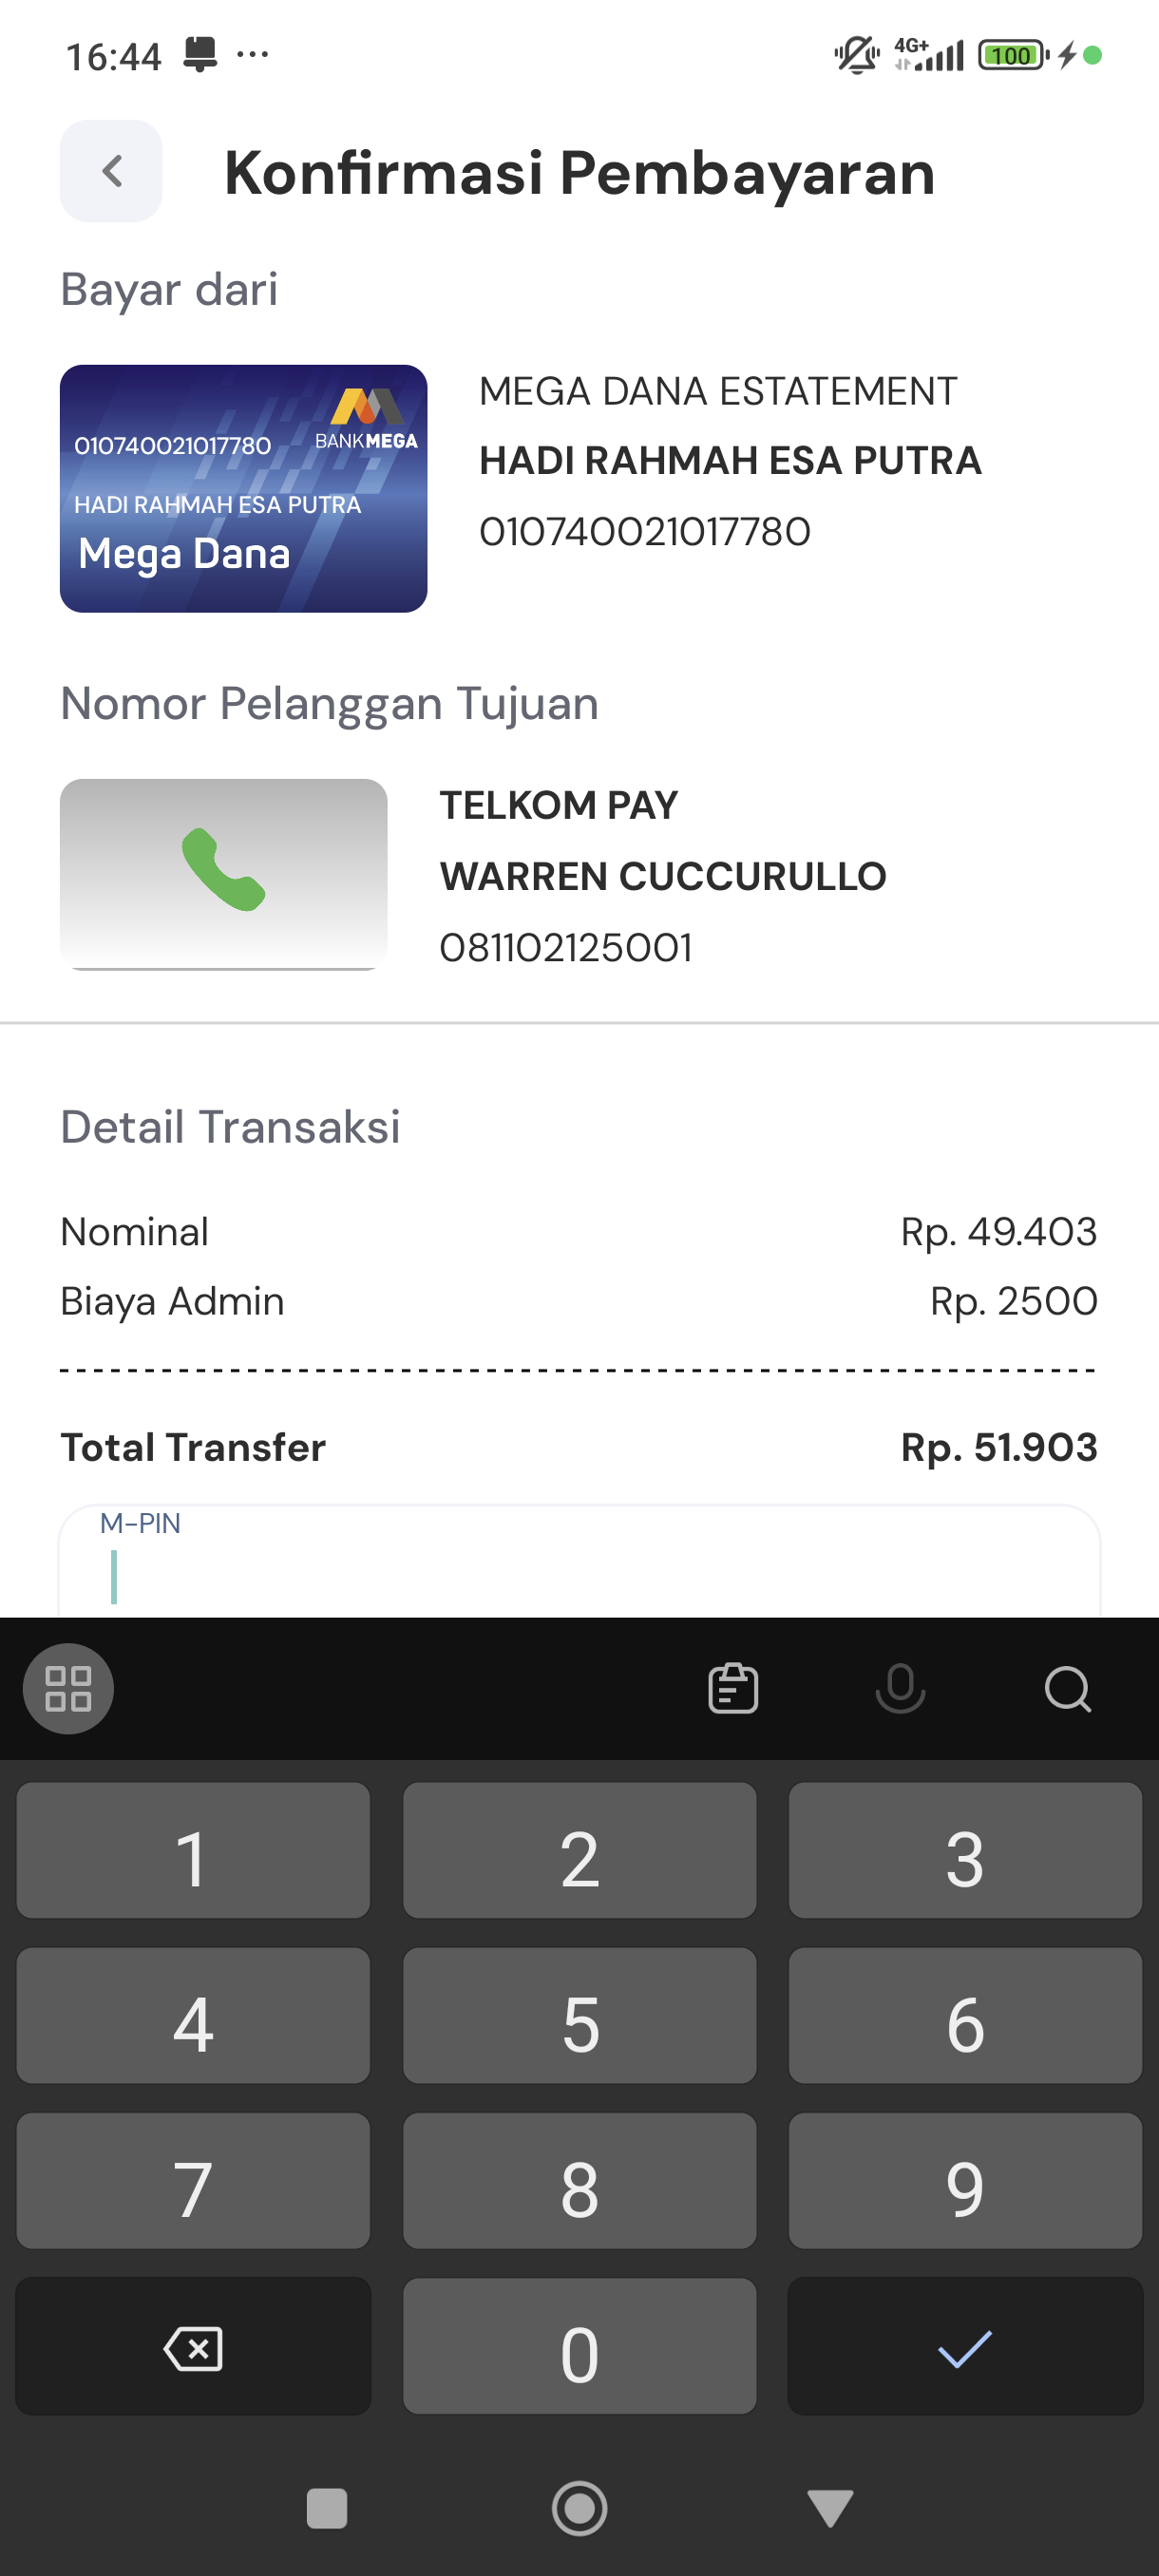 16:44
4G+
100
Konfirmasi Pembayaran
Bayar dari
010740021017780
BANKMEGA
HADI RAHMAH ESA PUTRA
Mega Dana
MEGA DANA ESTATEMENT
HADI RAHMAH ESA PUTRA
010740021017780
Nomor Pelanggan Tujuan
TELKOM PAY
WARREN CUCCURULLO
081102125001
Detail Transaksi
Nominal Rp. 49.403
Biaya Admin Rp. 2500
Total Transfer Rp. 51.903
M-PIN
1 2 3
4 5 6
7 8 9
0